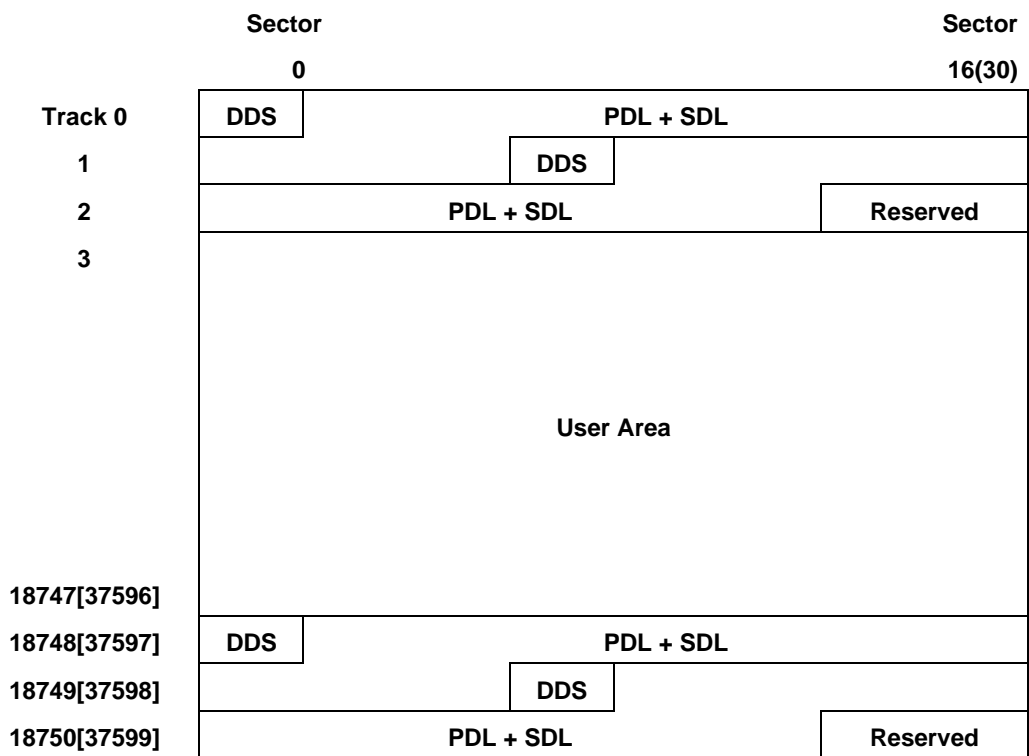 Sector Sector
0 16(30)
Track 0 DDS PDL + SDL
1 DDS
2 PDL + SDL Reserved
3
User Area
18747[37596]
18748[37597] DDS PDL + SDL
18749[37598] DDS
18750[37599] PDL + SDL Reserved